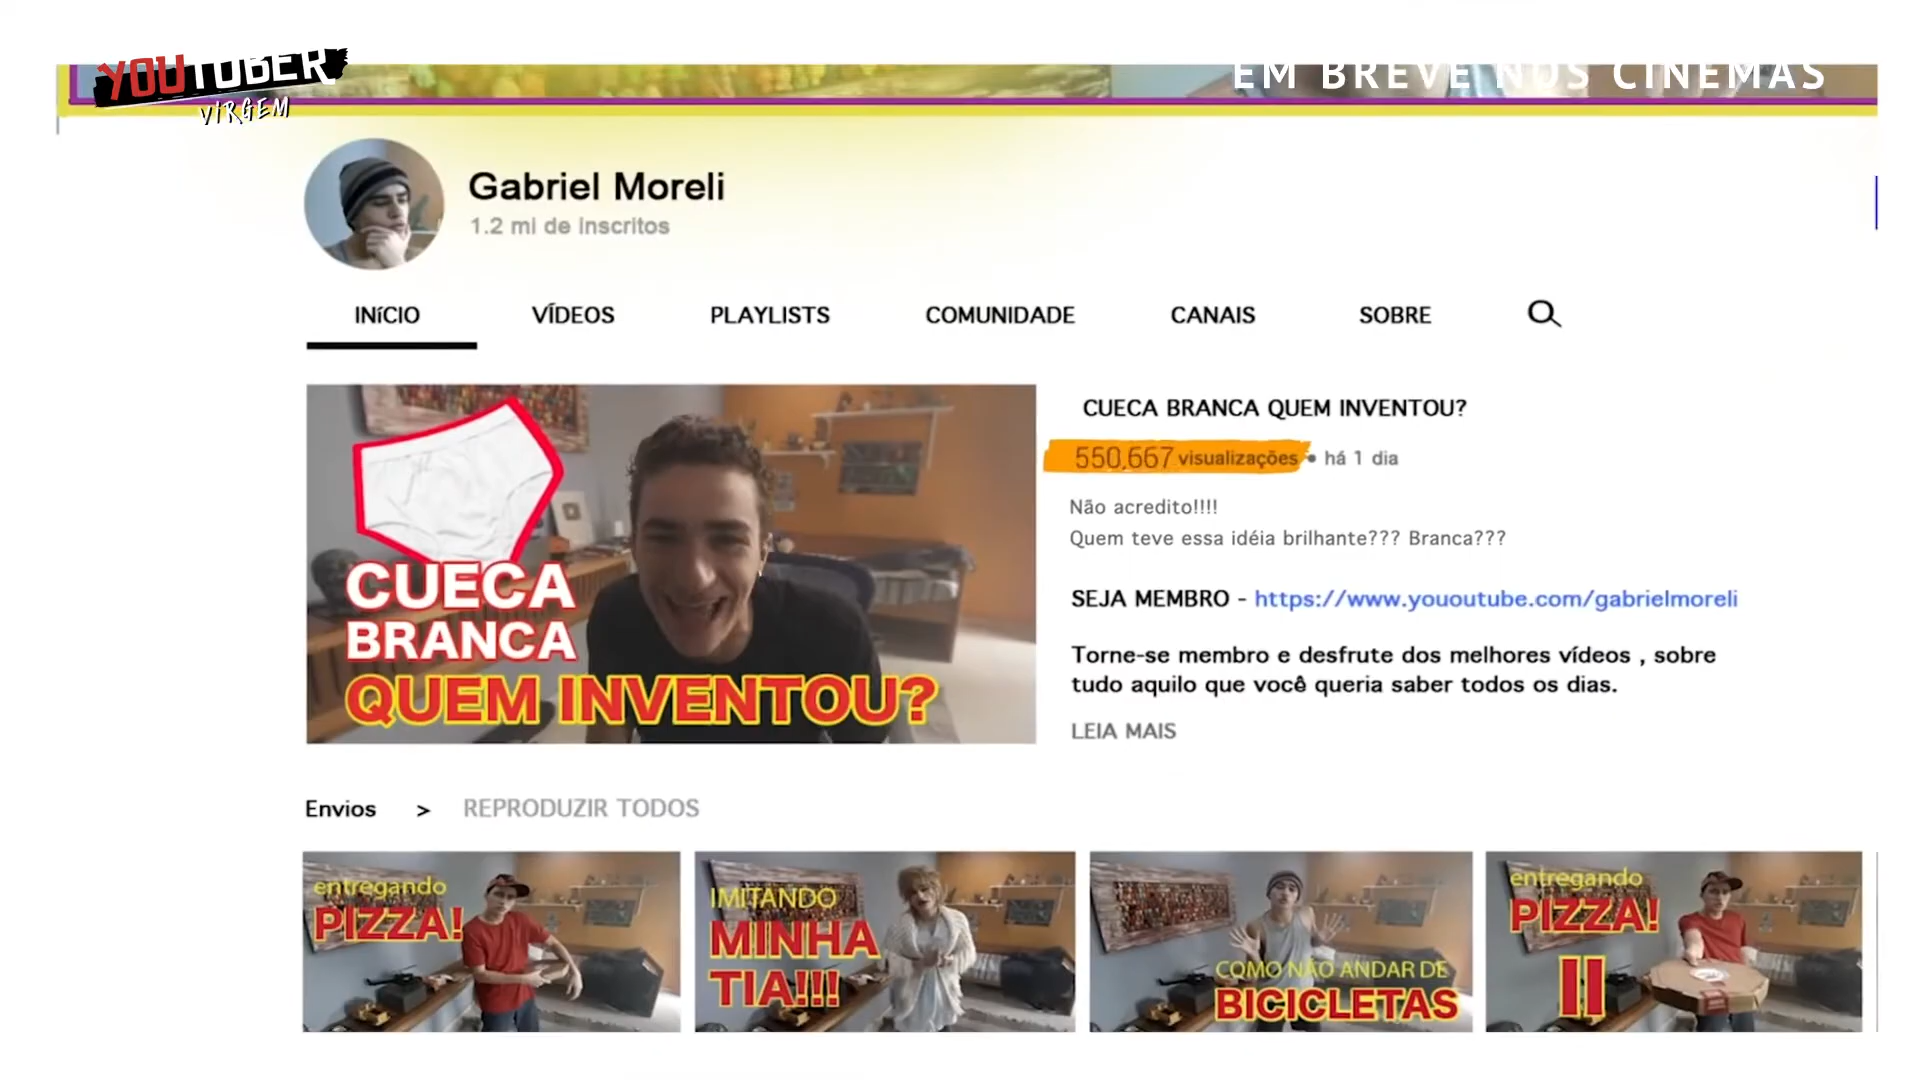 YOUTUBER
VIRGEM
EM BREVE NOS CINEMAS
Gabriel Moreli
1.2 mi de inscritos
INíCIO
VÍDEOS
PLAYLISTS
COMUNIDADE
CANAIS
SOBRE
CUECA
BRANCA
QUEM INVENTOU?
CUECA BRANCA QUEM INVENTOU?
550,667 visualizações • há 1 dia
Não acredito!!!!
Quem teve essa idéia brilhante??? Branca???
SEJA MEMBRO - https://www.yououtube.com/gabrielmoreli
Torne-se membro e desfrute dos melhores vídeos , sobre
tudo aquilo que você queria saber todos os dias.
LEIA MAIS
Envios > REPRODUZIR TODOS
entregando
PIZZA!
IMITANDO
MINHA
TIA!!!
COMO NÃO ANDAR DE
BICICLETAS
entregando
PIZZA!
II